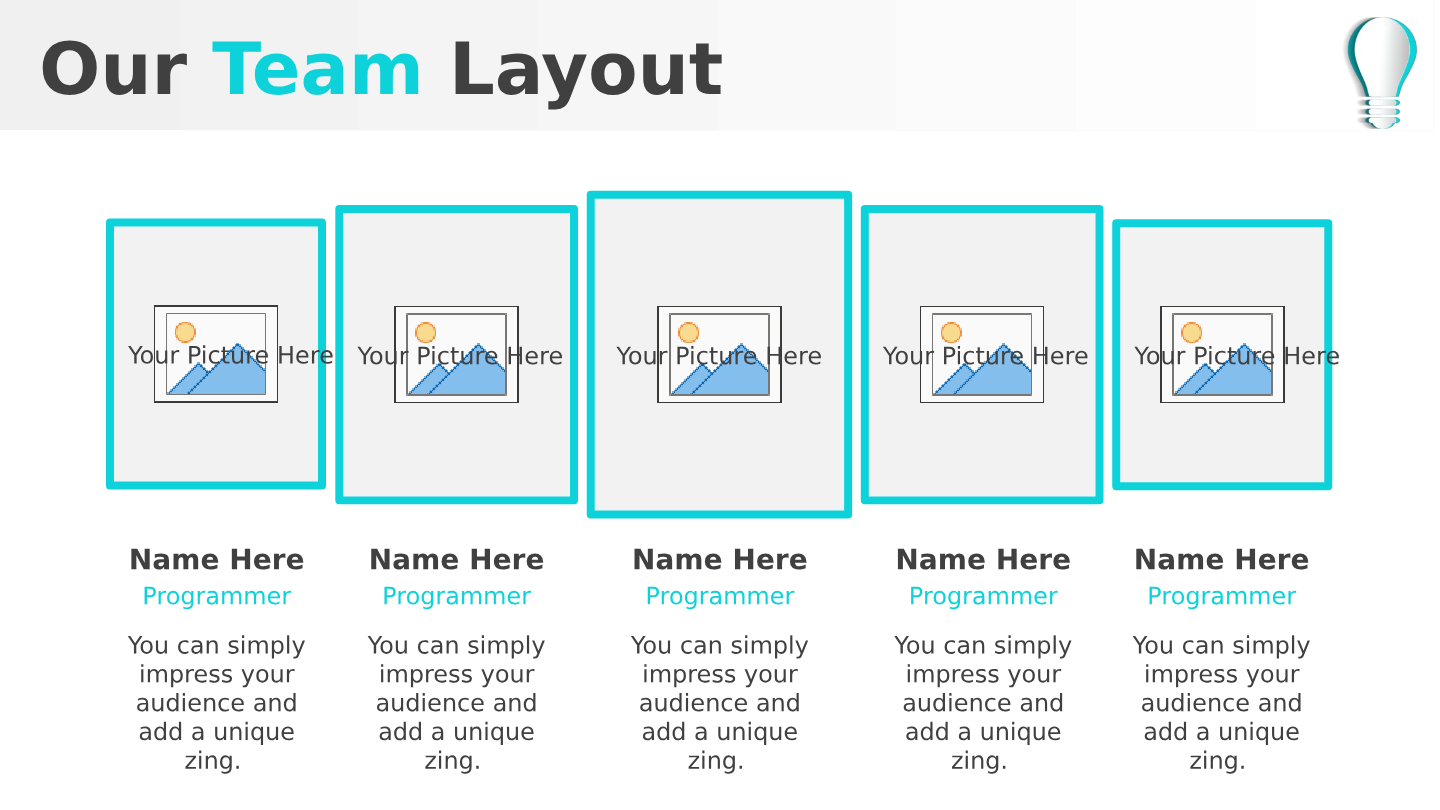 Our Team Layout
Your Picture Here
Your Picture Here
Your Picture Here
Your Picture Here
Your Picture Here
Name Here
Programmer
You can simply
impress your
audience and
add a unique
zing.
Name Here
Programmer
You can simply
impress your
audience and
add a unique
zing.
Name Here
Programmer
You can simply
impress your
audience and
add a unique
zing.
Name Here
Programmer
You can simply
impress your
audience and
add a unique
zing.
Name Here
Programmer
You can simply
impress your
audience and
add a unique
zing.